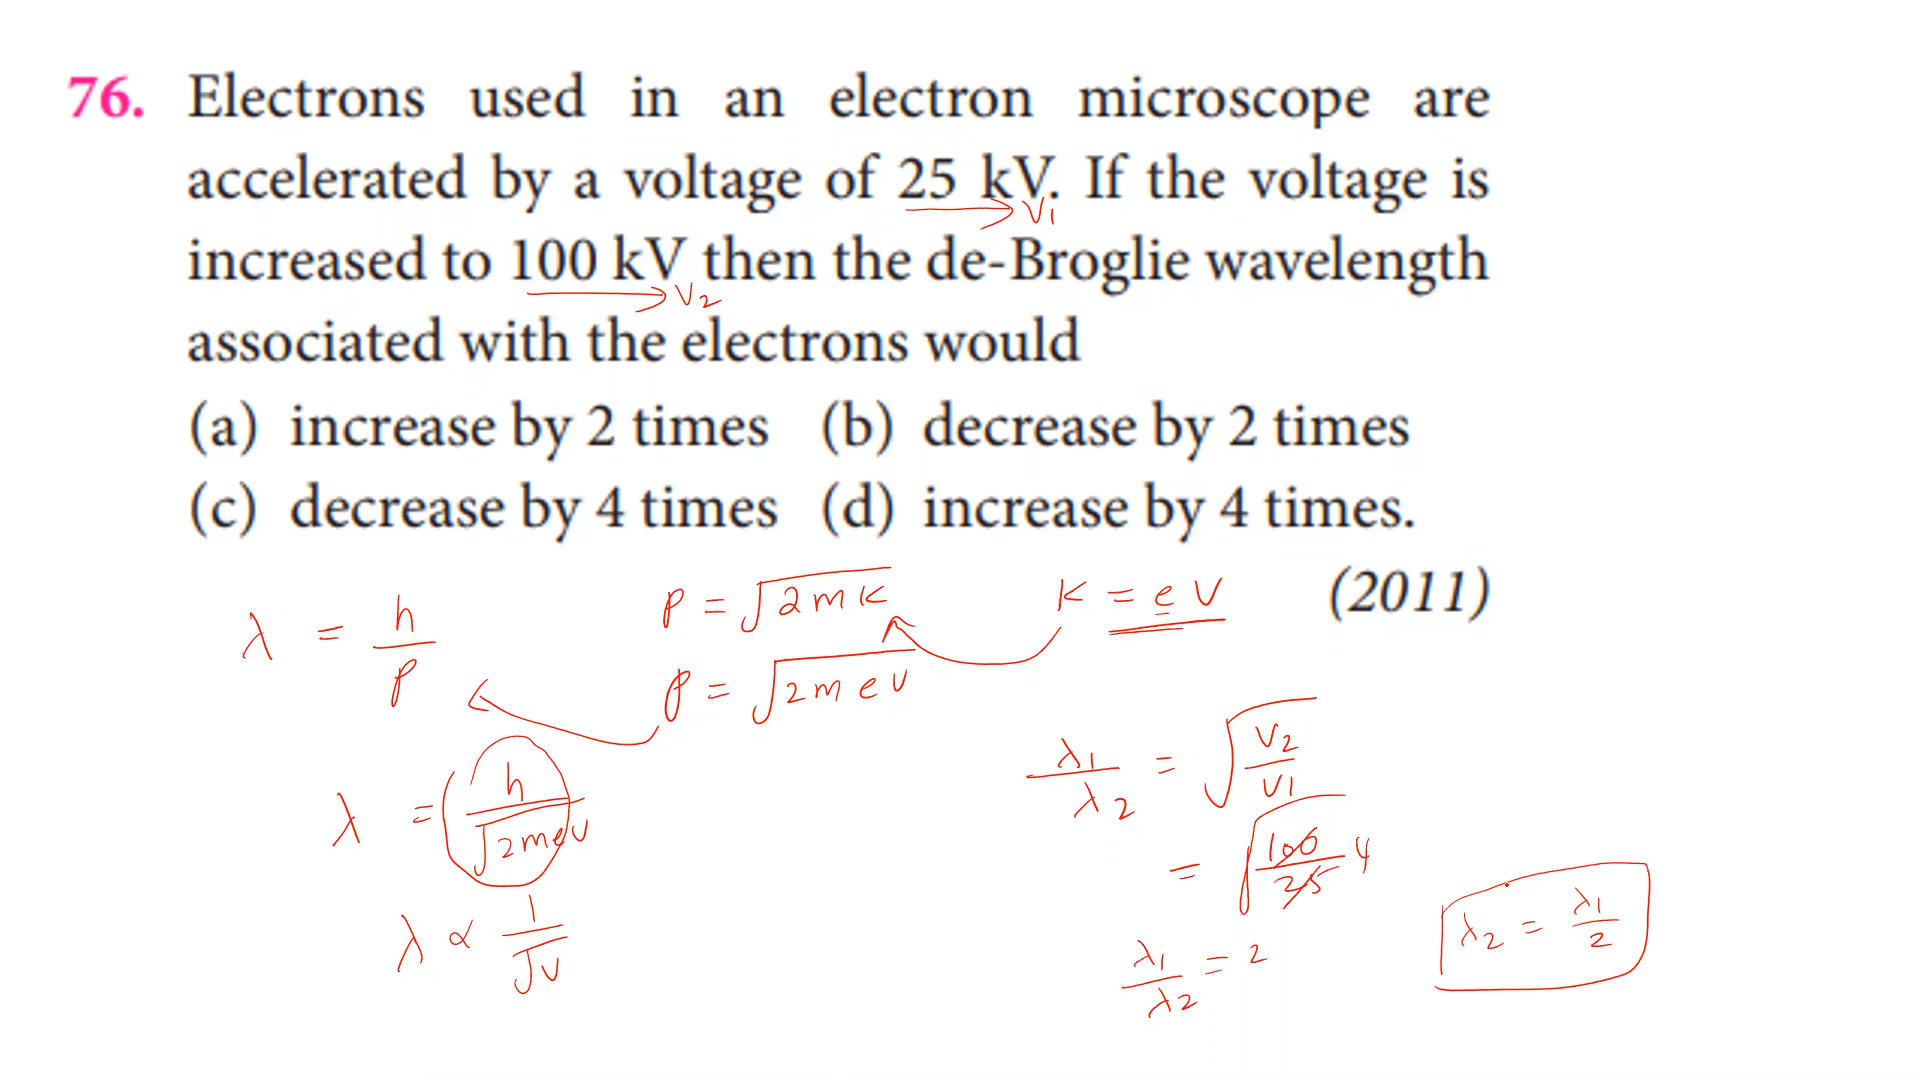 76. Electrons used in an electron microscope are
accelerated by a voltage of 25 kV. If the voltage is
V1
increased to 100 kV then the de-Broglie wavelength
V2
associated with the electrons would
(a) increase by 2 times (b) decrease by 2 times
(c) decrease by 4 times (d) increase by 4 times.
(2011)
λ = h/p
p = √2mK
K = eV
p = √2meV
λ = h/√2meV
λ ∝ 1/√V
λ1/λ2 = √V2/V1
= √100/25 4
λ1/λ2 = 2
λ2 = λ1/2